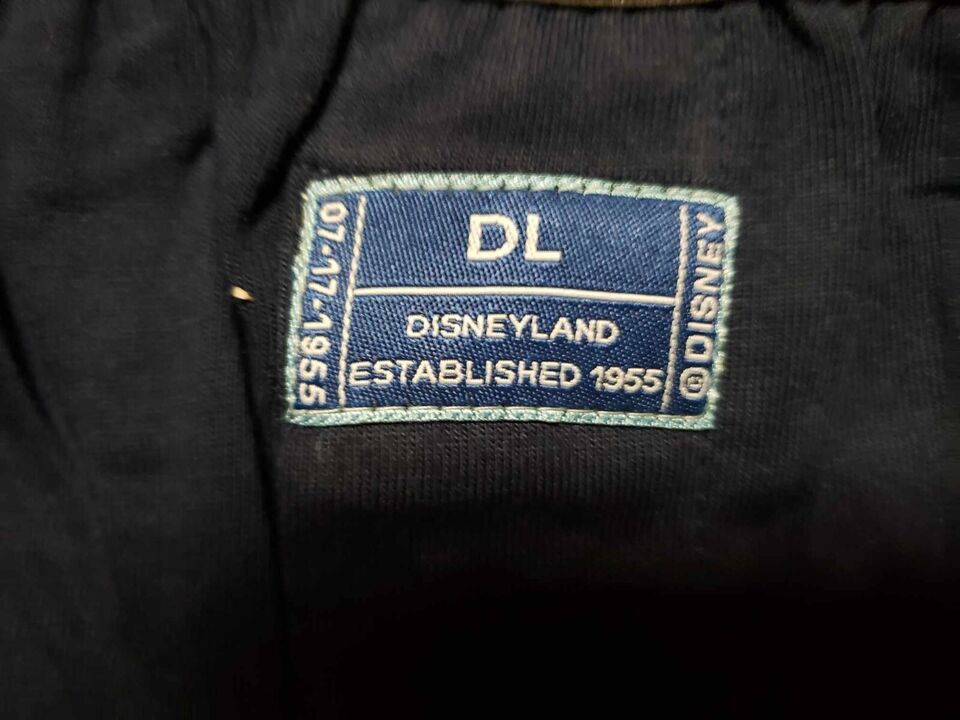 07-17-1955
DL
DISNEYLAND
ESTABLISHED 1955
©DISNEY